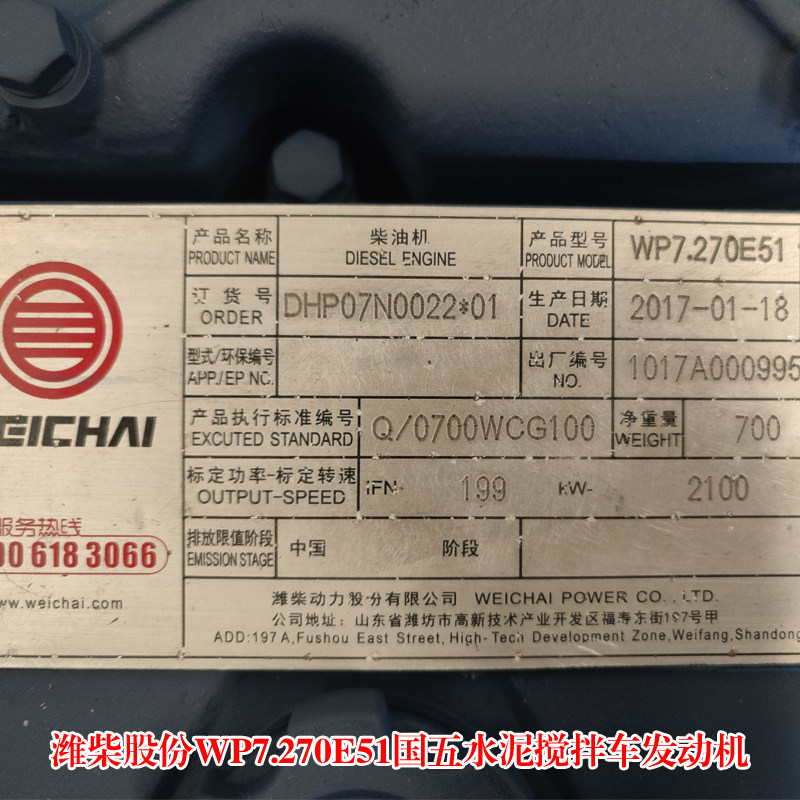 EICHAI
服务热线
00 618 3066
www.weichai.com
产品名称 柴油机 产品型号 WP7.270E51
PRODUCT NAME DIESEL ENGINE PRODUCT MODEL
订货号 DHP07N0022*01 生产日期 2017-01-18
ORDER DATE
型式/环保编号 出厂编号 1017A000995
APP./EP NC. NO.
产品执行标准编号 Q/0700WCG100 净重量 700
EXCUTED STANDARD WEIGHT
标定功率-标定转速 IFN- 199 KW- 2100
OUTPUT-SPEED
排放限值阶段 中国 阶段
EMISSION STAGE
潍柴动力股份有限公司 WEICHAI POWER CO.,LTD.
公司地址：山东省潍坊市高新技术产业开发区福寿东街197号甲
ADD:197 A,Fushou East Street, High-Tech Development Zone,Weifang,Shandong
潍柴股份WP7.270E51国五水泥搅拌车发动机